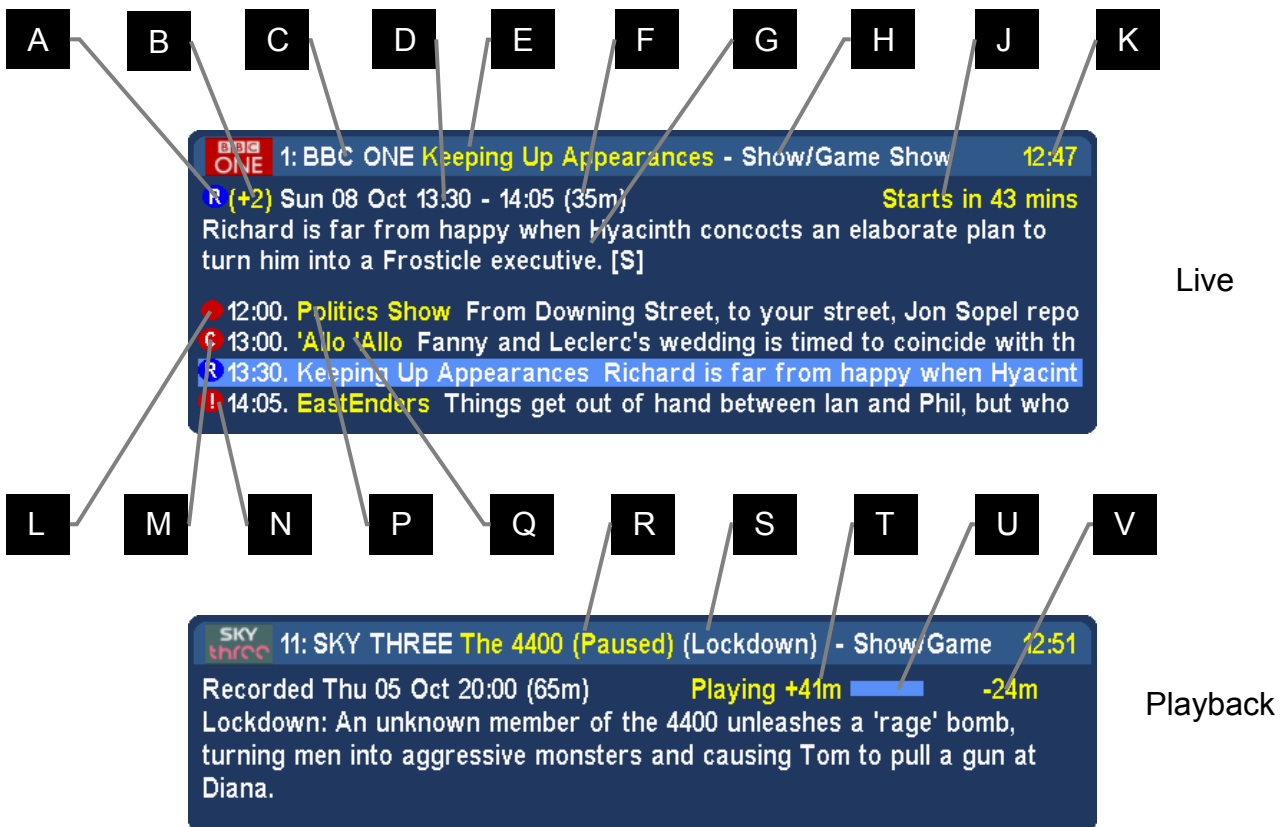 A B C D E F G H J K
BBC ONE 1: BBC ONE Keeping Up Appearances - Show/Game Show 12:47
R (+2) Sun 08 Oct 13:30 - 14:05 (35m) Starts in 43 mins
Richard is far from happy when Hyacinth concocts an elaborate plan to
turn him into a Frosticle executive. [S]
Live
12:00. Politics Show From Downing Street, to your street, Jon Sopel repo
C 13:00. 'Allo 'Allo Fanny and Leclerc's wedding is timed to coincide with th
R 13:30. Keeping Up Appearances Richard is far from happy when Hyacint
! 14:05. EastEnders Things get out of hand between Ian and Phil, but who
L M N P Q R S T U V
SKY three 11: SKY THREE The 4400 (Paused) (Lockdown) - Show/Game 12:51
Recorded Thu 05 Oct 20:00 (65m) Playing +41m -24m
Playback
Lockdown: An unknown member of the 4400 unleashes a 'rage' bomb,
turning men into aggressive monsters and causing Tom to pull a gun at
Diana.